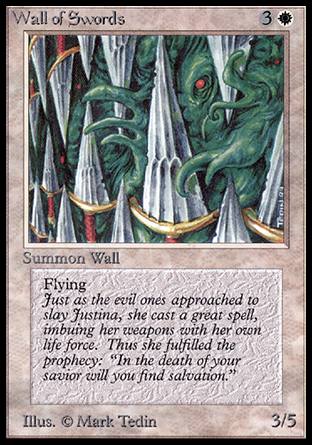 Wall of Swords 3
Summon Wall
Flying
Just as the evil ones approached to
slay Justina, she cast a great spell,
imbuing her weapons with her own
life force. Thus she fulfilled the
prophecy: "In the death of your
savior will you find salvation."
Illus. © Mark Tedin 3/5